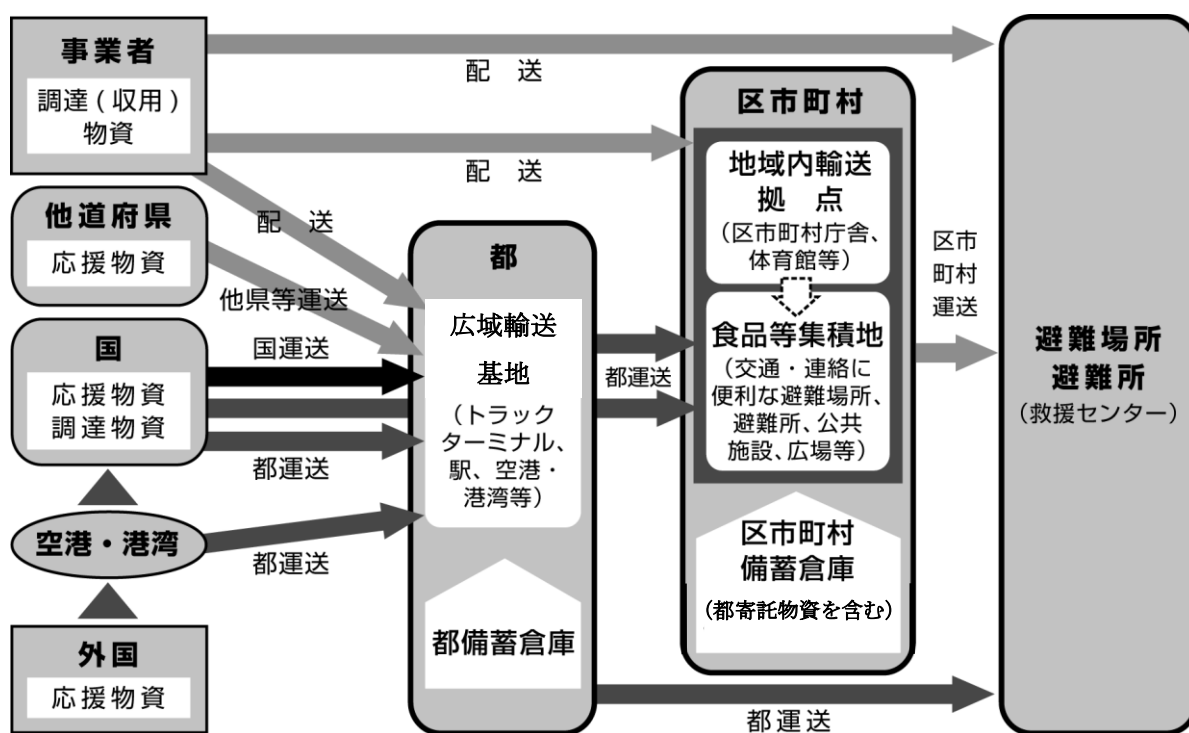 事業者
調達(収用)
物資
他道府県
応援物資
国
応援物資
調達物資
空港・港湾
外国
応援物資
配 送
配 送
配 送
他県等運送
国運送
都運送
都運送
都
広域輸送
基地
(トラック
ターミナル、
駅、空港・
港湾等)
都備蓄倉庫
都運送
区市町村
地域内輸送
拠 点
(区市町村庁舎、
体育館等)
食品等集積地
(交通・連絡に
便利な避難場所、
避難所、公共
施設、広場等)
区市町村
備蓄倉庫
(都寄託物資を含む)
都運送
区市
町村
運送
避難場所
避難所
(救援センター)